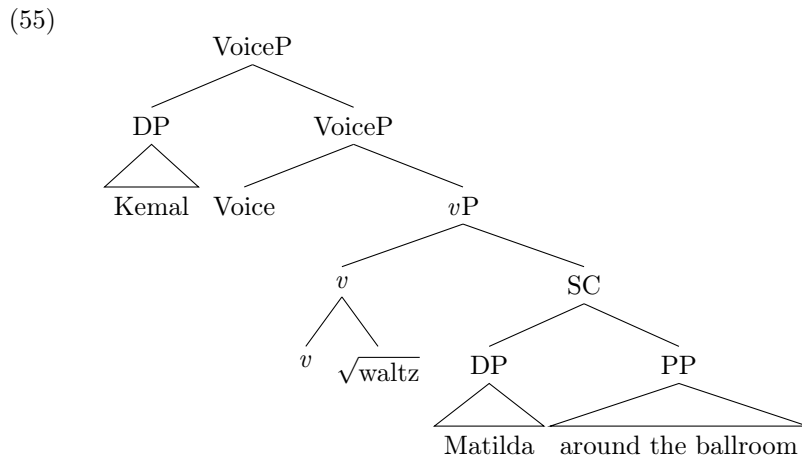 (55)
VoiceP
DP VoiceP
Kemal Voice vP
v SC
v √waltz DP PP
Matilda around the ballroom